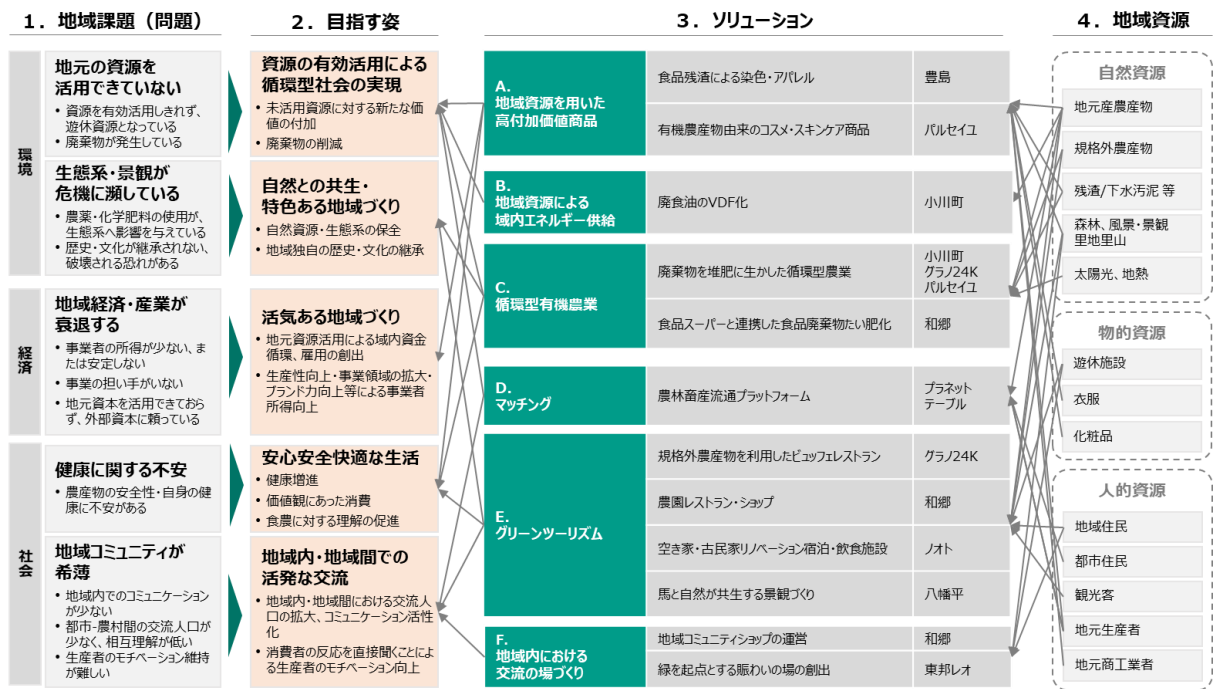 1．地域課題（問題）
2．目指す姿
3．ソリューション
4．地域資源
環境
地元の資源を
活用できていない
• 資源を有効活用しきれず、
遊休資源となっている
• 廃棄物が発生している
生態系・景観が
危機に瀕している
• 農薬・化学肥料の使用が、
生態系へ影響を与えている
• 歴史・文化が継承されない、
破壊される恐れがある
経済
地域経済・産業が
衰退する
• 事業者の所得が少ない、ま
たは安定しない
• 事業の担い手がいない
• 地元資本を活用できておら
ず、外部資本に頼っている
社会
健康に関する不安
• 農産物の安全性・自身の健
康に不安がある
地域コミュニティが
希薄
• 地域内でのコミュニケーション
が少ない
• 都市-農村間の交流人口が
少なく、相互理解が低い
• 生産者のモチベーション維持
が難しい
資源の有効活用による
循環型社会の実現
• 未活用資源に対する新たな価
値の付加
• 廃棄物の削減
自然との共生・
特色ある地域づくり
• 自然資源・生態系の保全
• 地域独自の歴史・文化の継承
活気ある地域づくり
• 地元資源活用による域内資金
循環、雇用の創出
• 生産性向上・事業領域の拡大・
ブランド力向上等による事業者
所得向上
安心安全快適な生活
• 健康増進
• 価値観にあった消費
• 食農に対する理解の促進
地域内・地域間での
活発な交流
• 地域内・地域間における交流人
口の拡大、コミュニケーション活性
化
• 消費者の反応を直接聞くことによ
る生産者のモチベーション向上
A.
地域資源を用いた
高付加価値商品
食品残渣による染色・アパレル
豊島
有機農産物由来のコスメ・スキンケア商品
パルセイユ
B.
地域資源による
域内エネルギー供給
廃食油のVDF化
小川町
C.
循環型有機農業
廃棄物を堆肥に生かした循環型農業
小川町
グラノ24K
パルセイユ
食品スーパーと連携した食品廃棄物たい肥化
和郷
D.
マッチング
農林畜産流通プラットフォーム
プラネット
テーブル
E.
グリーンツーリズム
規格外農産物を利用したビュッフェレストラン
グラノ24K
農園レストラン・ショップ
和郷
空き家・古民家リノベーション宿泊・飲食施設
ノオト
馬と自然が共生する景観づくり
八幡平
F.
地域内における
交流の場づくり
地域コミュニティショップの運営
和郷
緑を起点とする賑わいの場の創出
東邦レオ
自然資源
地元産農産物
規格外農産物
残渣/下水汚泥 等
森林、風景・景観
里地里山
太陽光、地熱
物的資源
遊休施設
衣服
化粧品
人的資源
地域住民
都市住民
観光客
地元生産者
地元商工業者